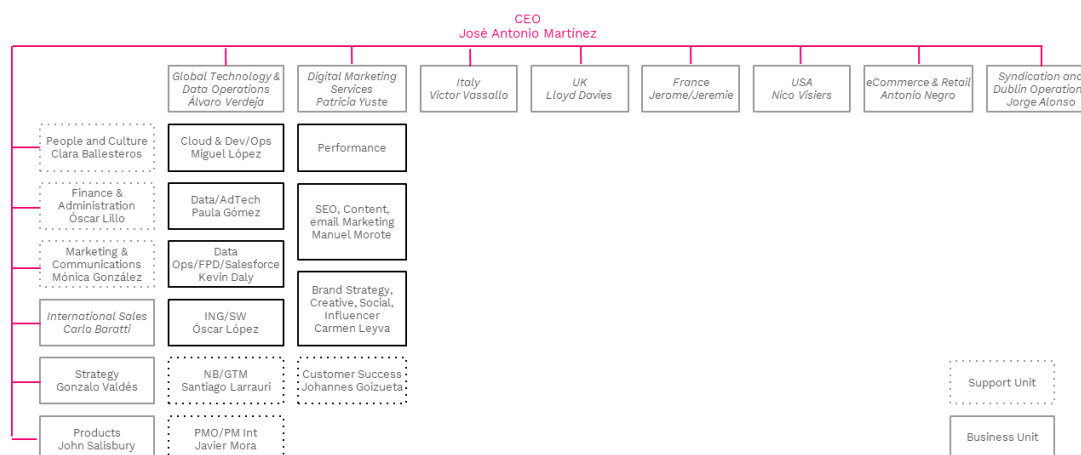 CEO
José Antonio Martínez
Global Technology &
Data Operations
Álvaro Verdeja
Digital Marketing
Services
Patricia Yuste
Italy
Victor Vassallo
UK
Lloyd Davies
France
Jerome/Jeremie
USA
Nico Visiers
eCommerce & Retail
Antonio Negro
Syndication and
Dublin Operation
Jorge Alonso
People and Culture
Clara Ballesteros
Cloud & Dev/Ops
Miguel López
Performance
Finance &
Administration
Óscar Lillo
Data/AdTech
Paula Gómez
SEO, Content,
email Marketing
Manuel Morote
Marketing &
Communications
Mónica González
Data
Ops/FPD/Salesforce
Kevin Daly
Brand Strategy,
Creative, Social,
Influencer
Carmen Leyva
International Sales
Carlo Baratti
ING/SW
Óscar López
Strategy
Gonzalo Valdés
NB/GTM
Santiago Larrauri
Customer Success
Johannes Goizueta
Support Unit
Products
John Salisbury
PMO/PM Int
Javier Mora
Business Unit